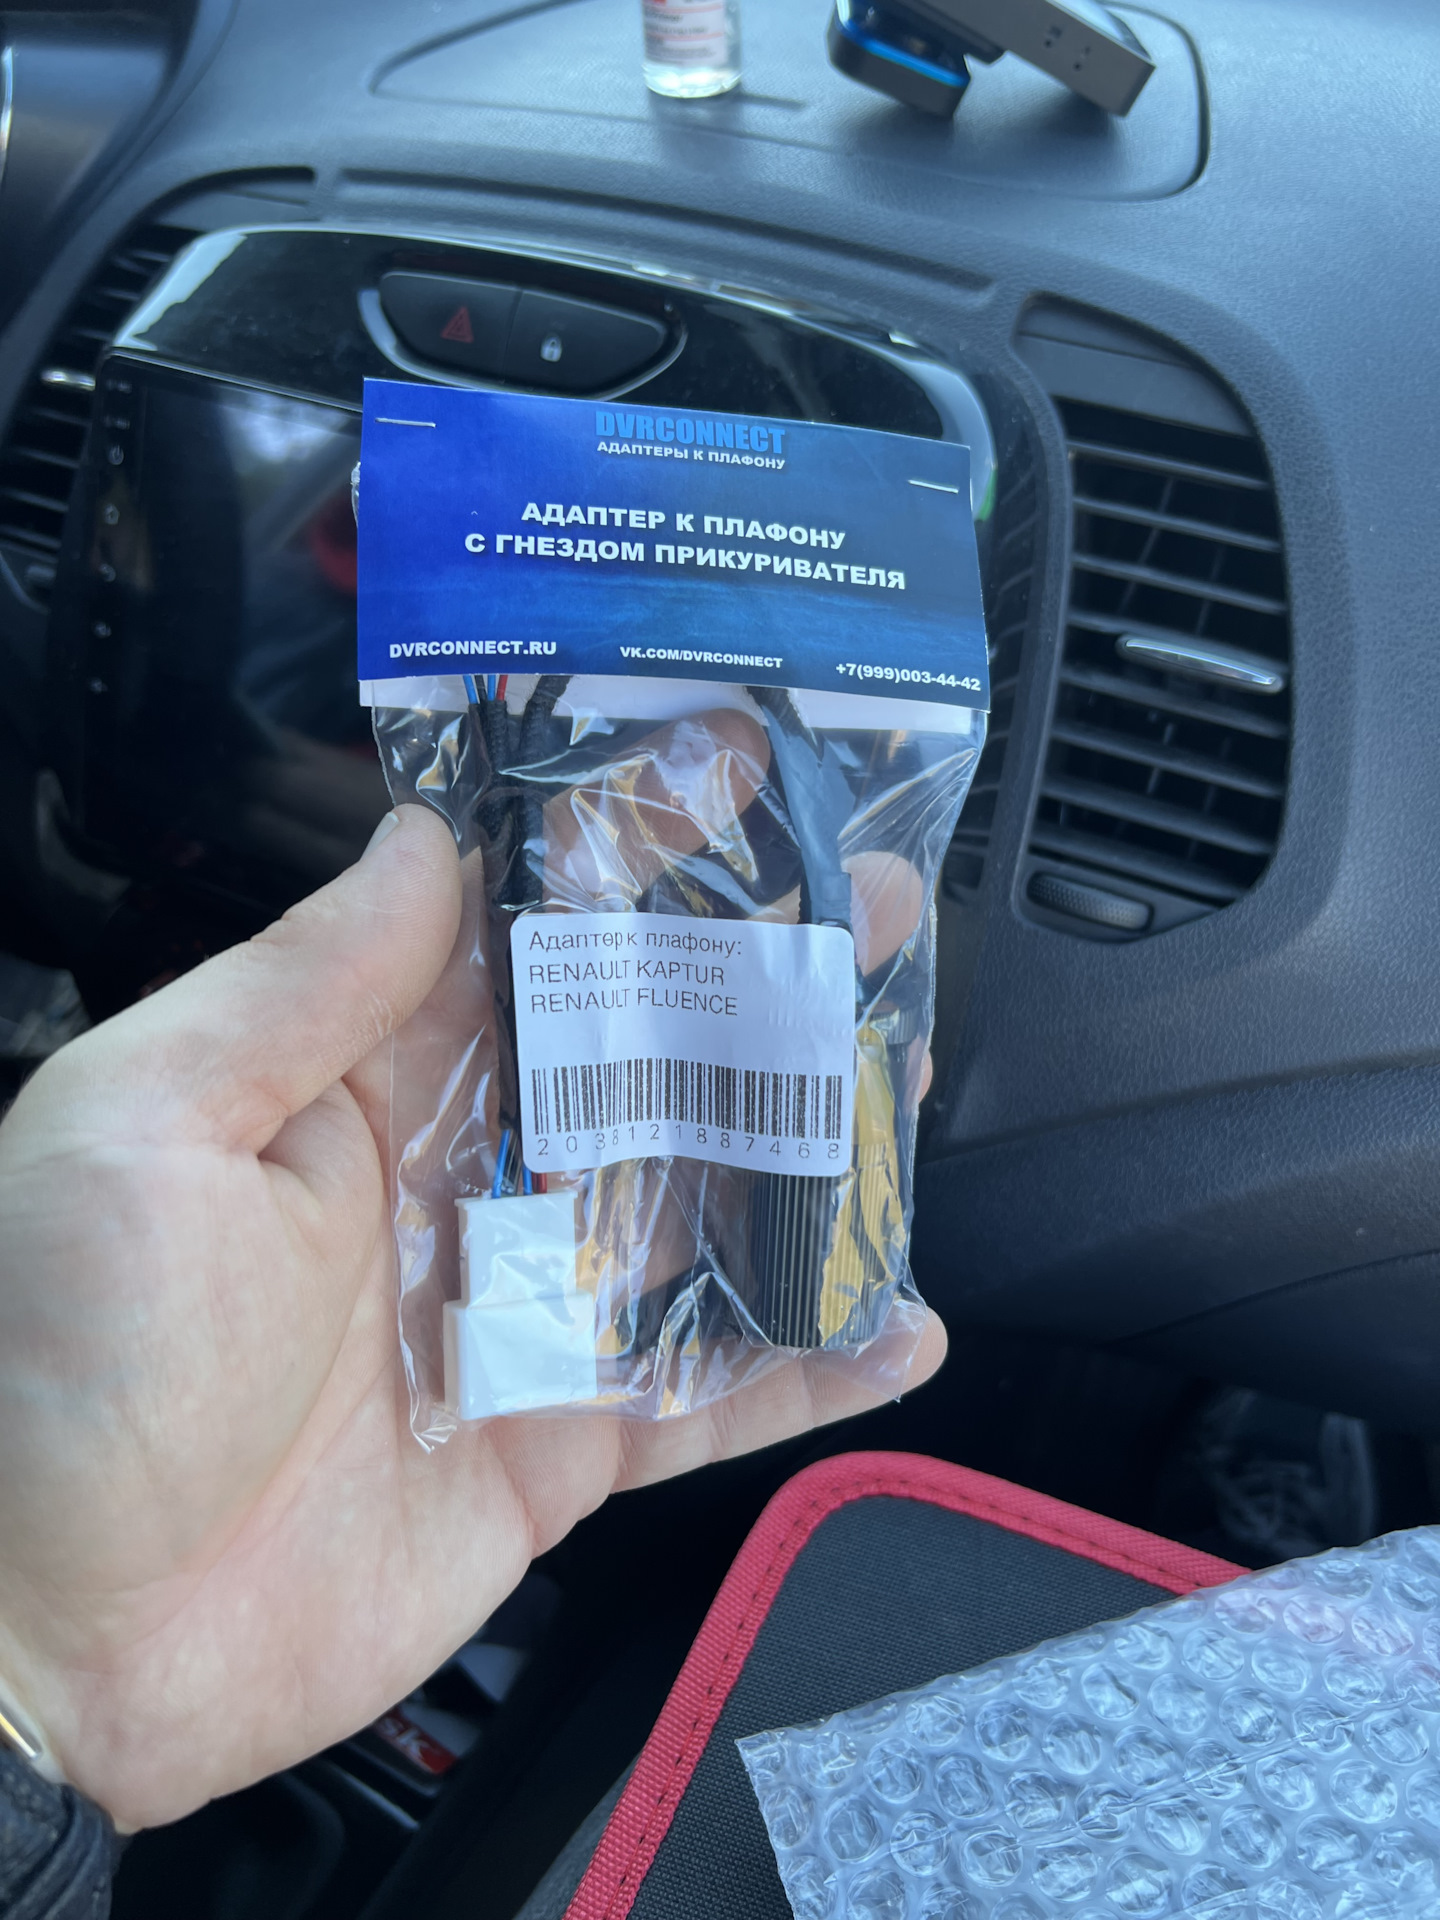 DVRCONNECT
АДАПТЕРЫ К ПЛАФОНУ
АДАПТЕР К ПЛАФОНУ
С ГНЕЗДОМ ПРИКУРИВАТЕЛЯ
DVRCONNECT.RU VK.COM/DVRCONNECT +7(999)003-44-42
Адаптер к плафону:
RENAULT KAPTUR
RENAULT FLUENCE
2038121887468